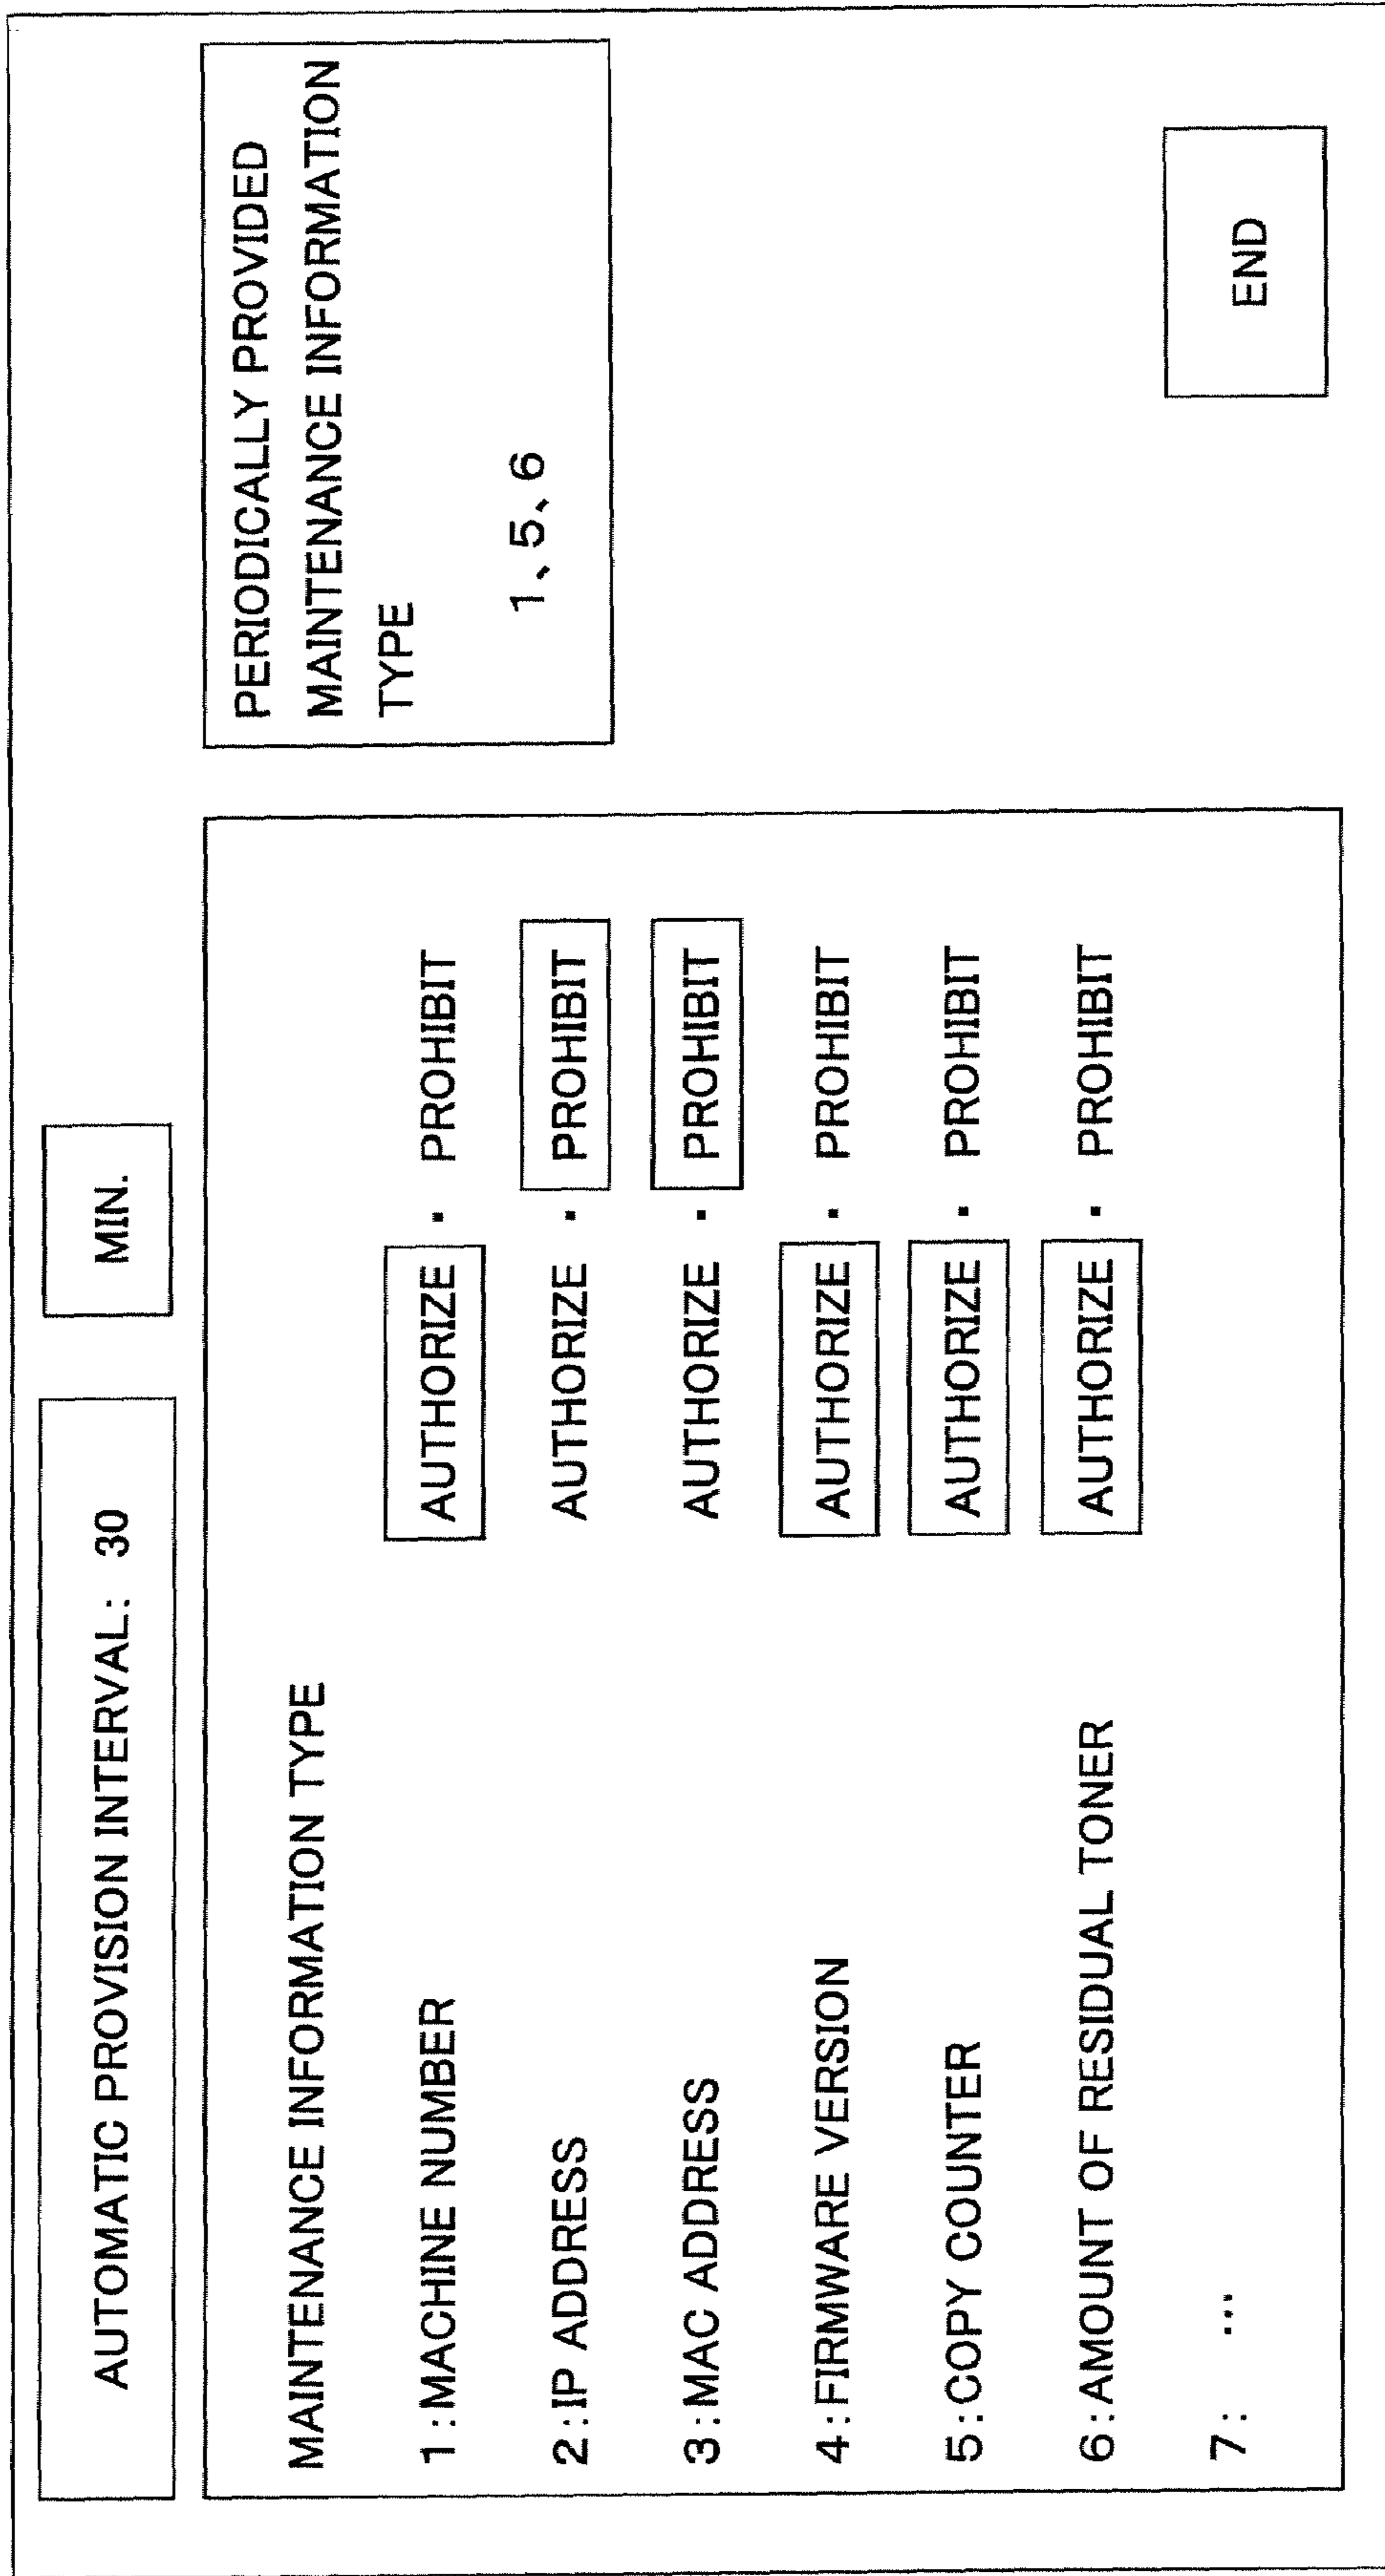 AUTOMATIC PROVISION INTERVAL: 30
MIN.
MAINTENANCE INFORMATION TYPE
1:MACHINE NUMBER AUTHORIZE・PROHIBIT
2:IP ADDRESS AUTHORIZE・PROHIBIT
3:MAC ADDRESS AUTHORIZE・PROHIBIT
4:FIRMWARE VERSION AUTHORIZE・PROHIBIT
5:COPY COUNTER AUTHORIZE・PROHIBIT
6:AMOUNT OF RESIDUAL TONER AUTHORIZE・PROHIBIT
7: …
PERIODICALLY PROVIDED
MAINTENANCE INFORMATION
TYPE
1、5、6
END